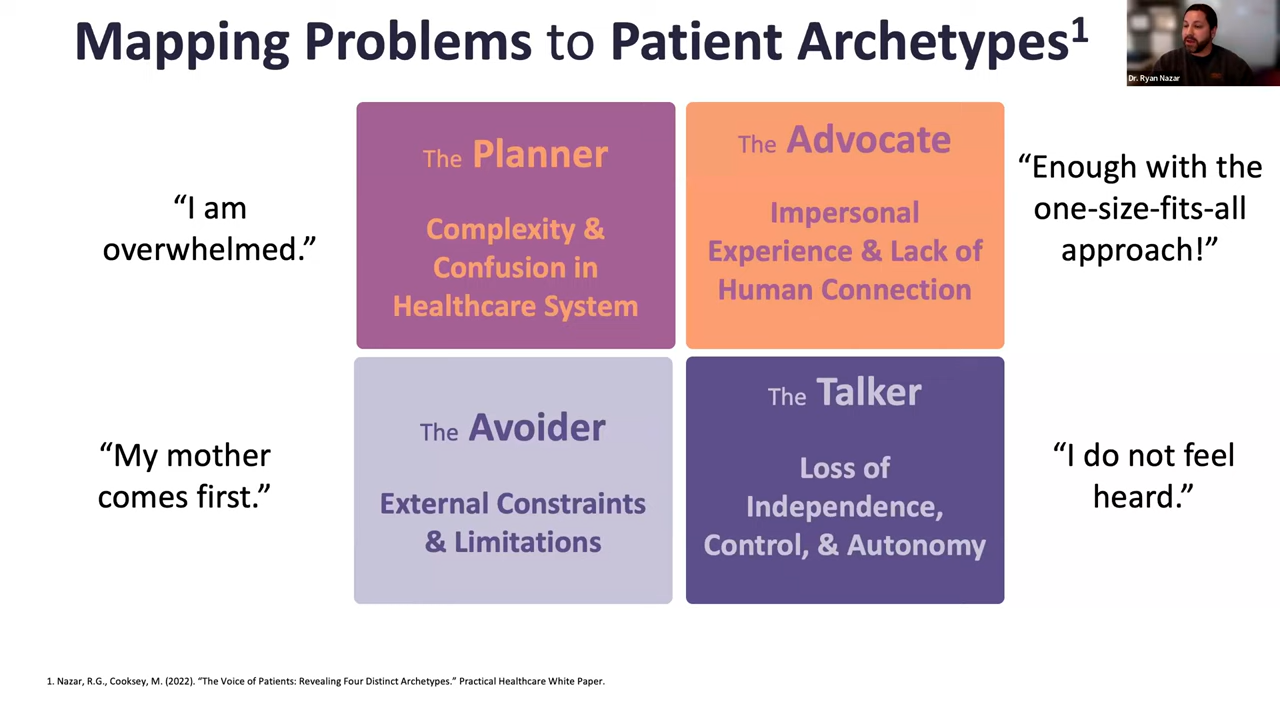 Mapping Problems to Patient Archetypes1
Dr. Ryan Nazar
“I am
overwhelmed.”
The Planner
Complexity &
Confusion in
Healthcare System
The Advocate
Impersonal
Experience & Lack of
Human Connection
“Enough with the
one-size-fits-all
approach!”
“My mother
comes first.”
The Avoider
External Constraints
& Limitations
The Talker
Loss of
Independence,
Control, & Autonomy
“I do not feel
heard.”
1. Nazar, R.G., Cooksey, M. (2022). “The Voice of Patients: Revealing Four Distinct Archetypes.” Practical Healthcare White Paper.